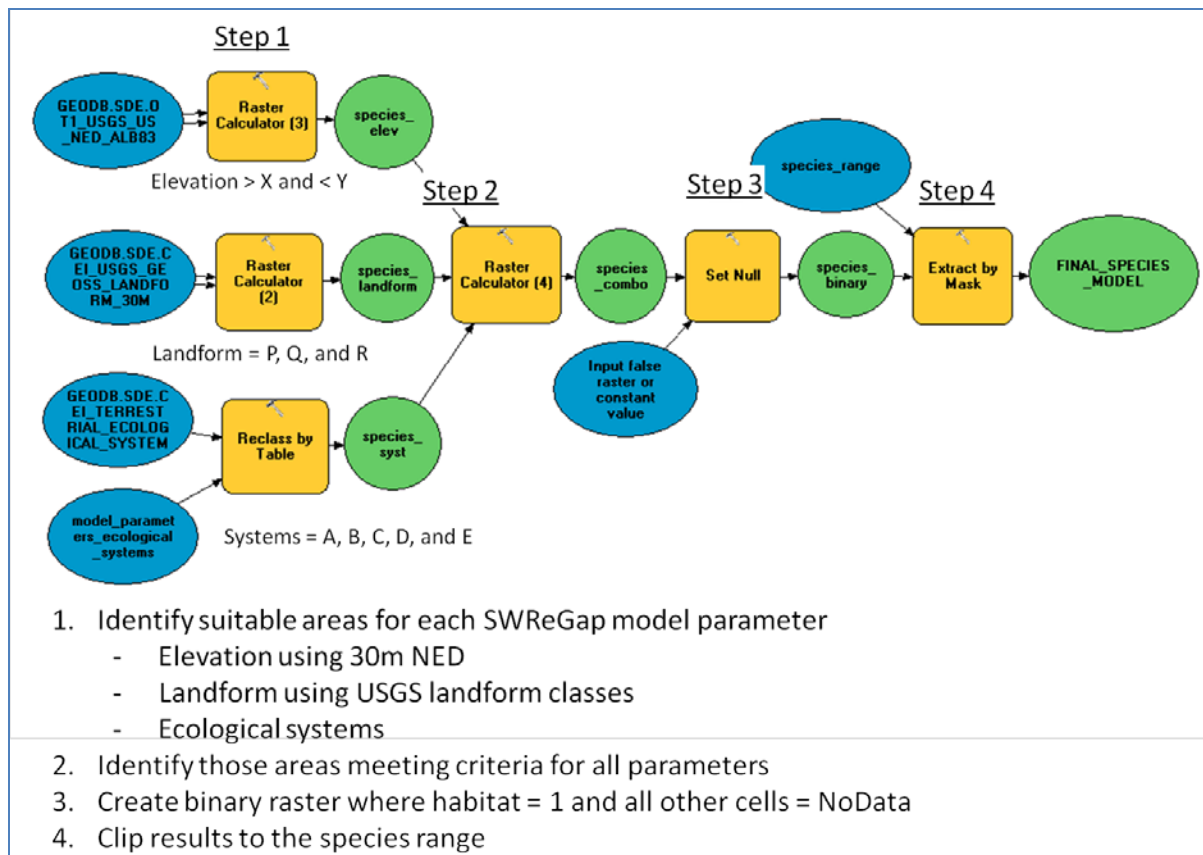 Step 1
GEODB.SDE.O
T1_USGS_US
_NED_ALB83
Raster
Calculator (3)
species_
elev
Elevation > X and < Y
Step 2
Step 3
species_range
Step 4
GEODB.SDE.C
EI_USGS_GE
OSS_LANDFO
RM_30M
Raster
Calculator
(2)
species_
landform
Raster
Calculator (4)
species
_combo
Set Null
species_
binary
Extract by
Mask
FINAL_SPECIES
_MODEL
Landform = P, Q, and R
Input false
raster or
constant
value
GEODB.SDE.C
EI_TERREST
RIAL_ECOLOG
ICAL_SYSTEM
Reclass by
Table
species_
syst
model_paramet
ers_ecological
_systems
Systems = A, B, C, D, and E
1. Identify suitable areas for each SWReGap model parameter
- Elevation using 30m NED
- Landform using USGS landform classes
- Ecological systems
2. Identify those areas meeting criteria for all parameters
3. Create binary raster where habitat = 1 and all other cells = NoData
4. Clip results to the species range